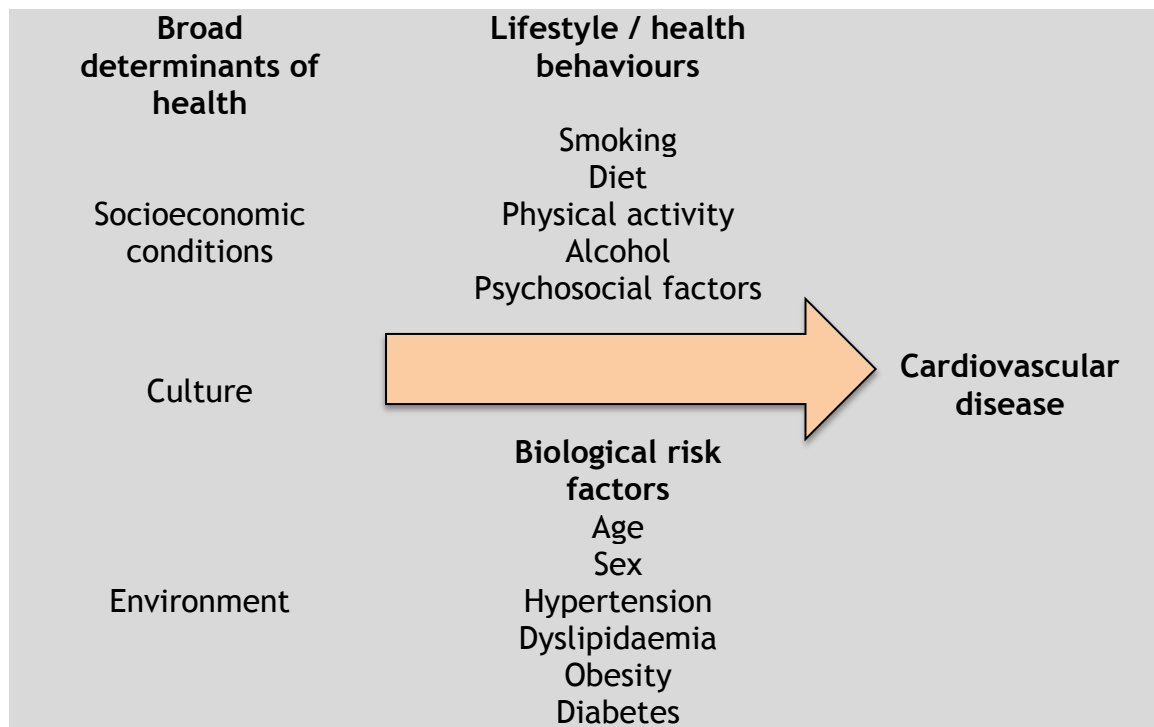 Broad
determinants of
health
Socioeconomic
conditions
Culture
Environment
Lifestyle / health
behaviours
Smoking
Diet
Physical activity
Alcohol
Psychosocial factors
Biological risk
factors
Age
Sex
Hypertension
Dyslipidaemia
Obesity
Diabetes
Cardiovascular
disease